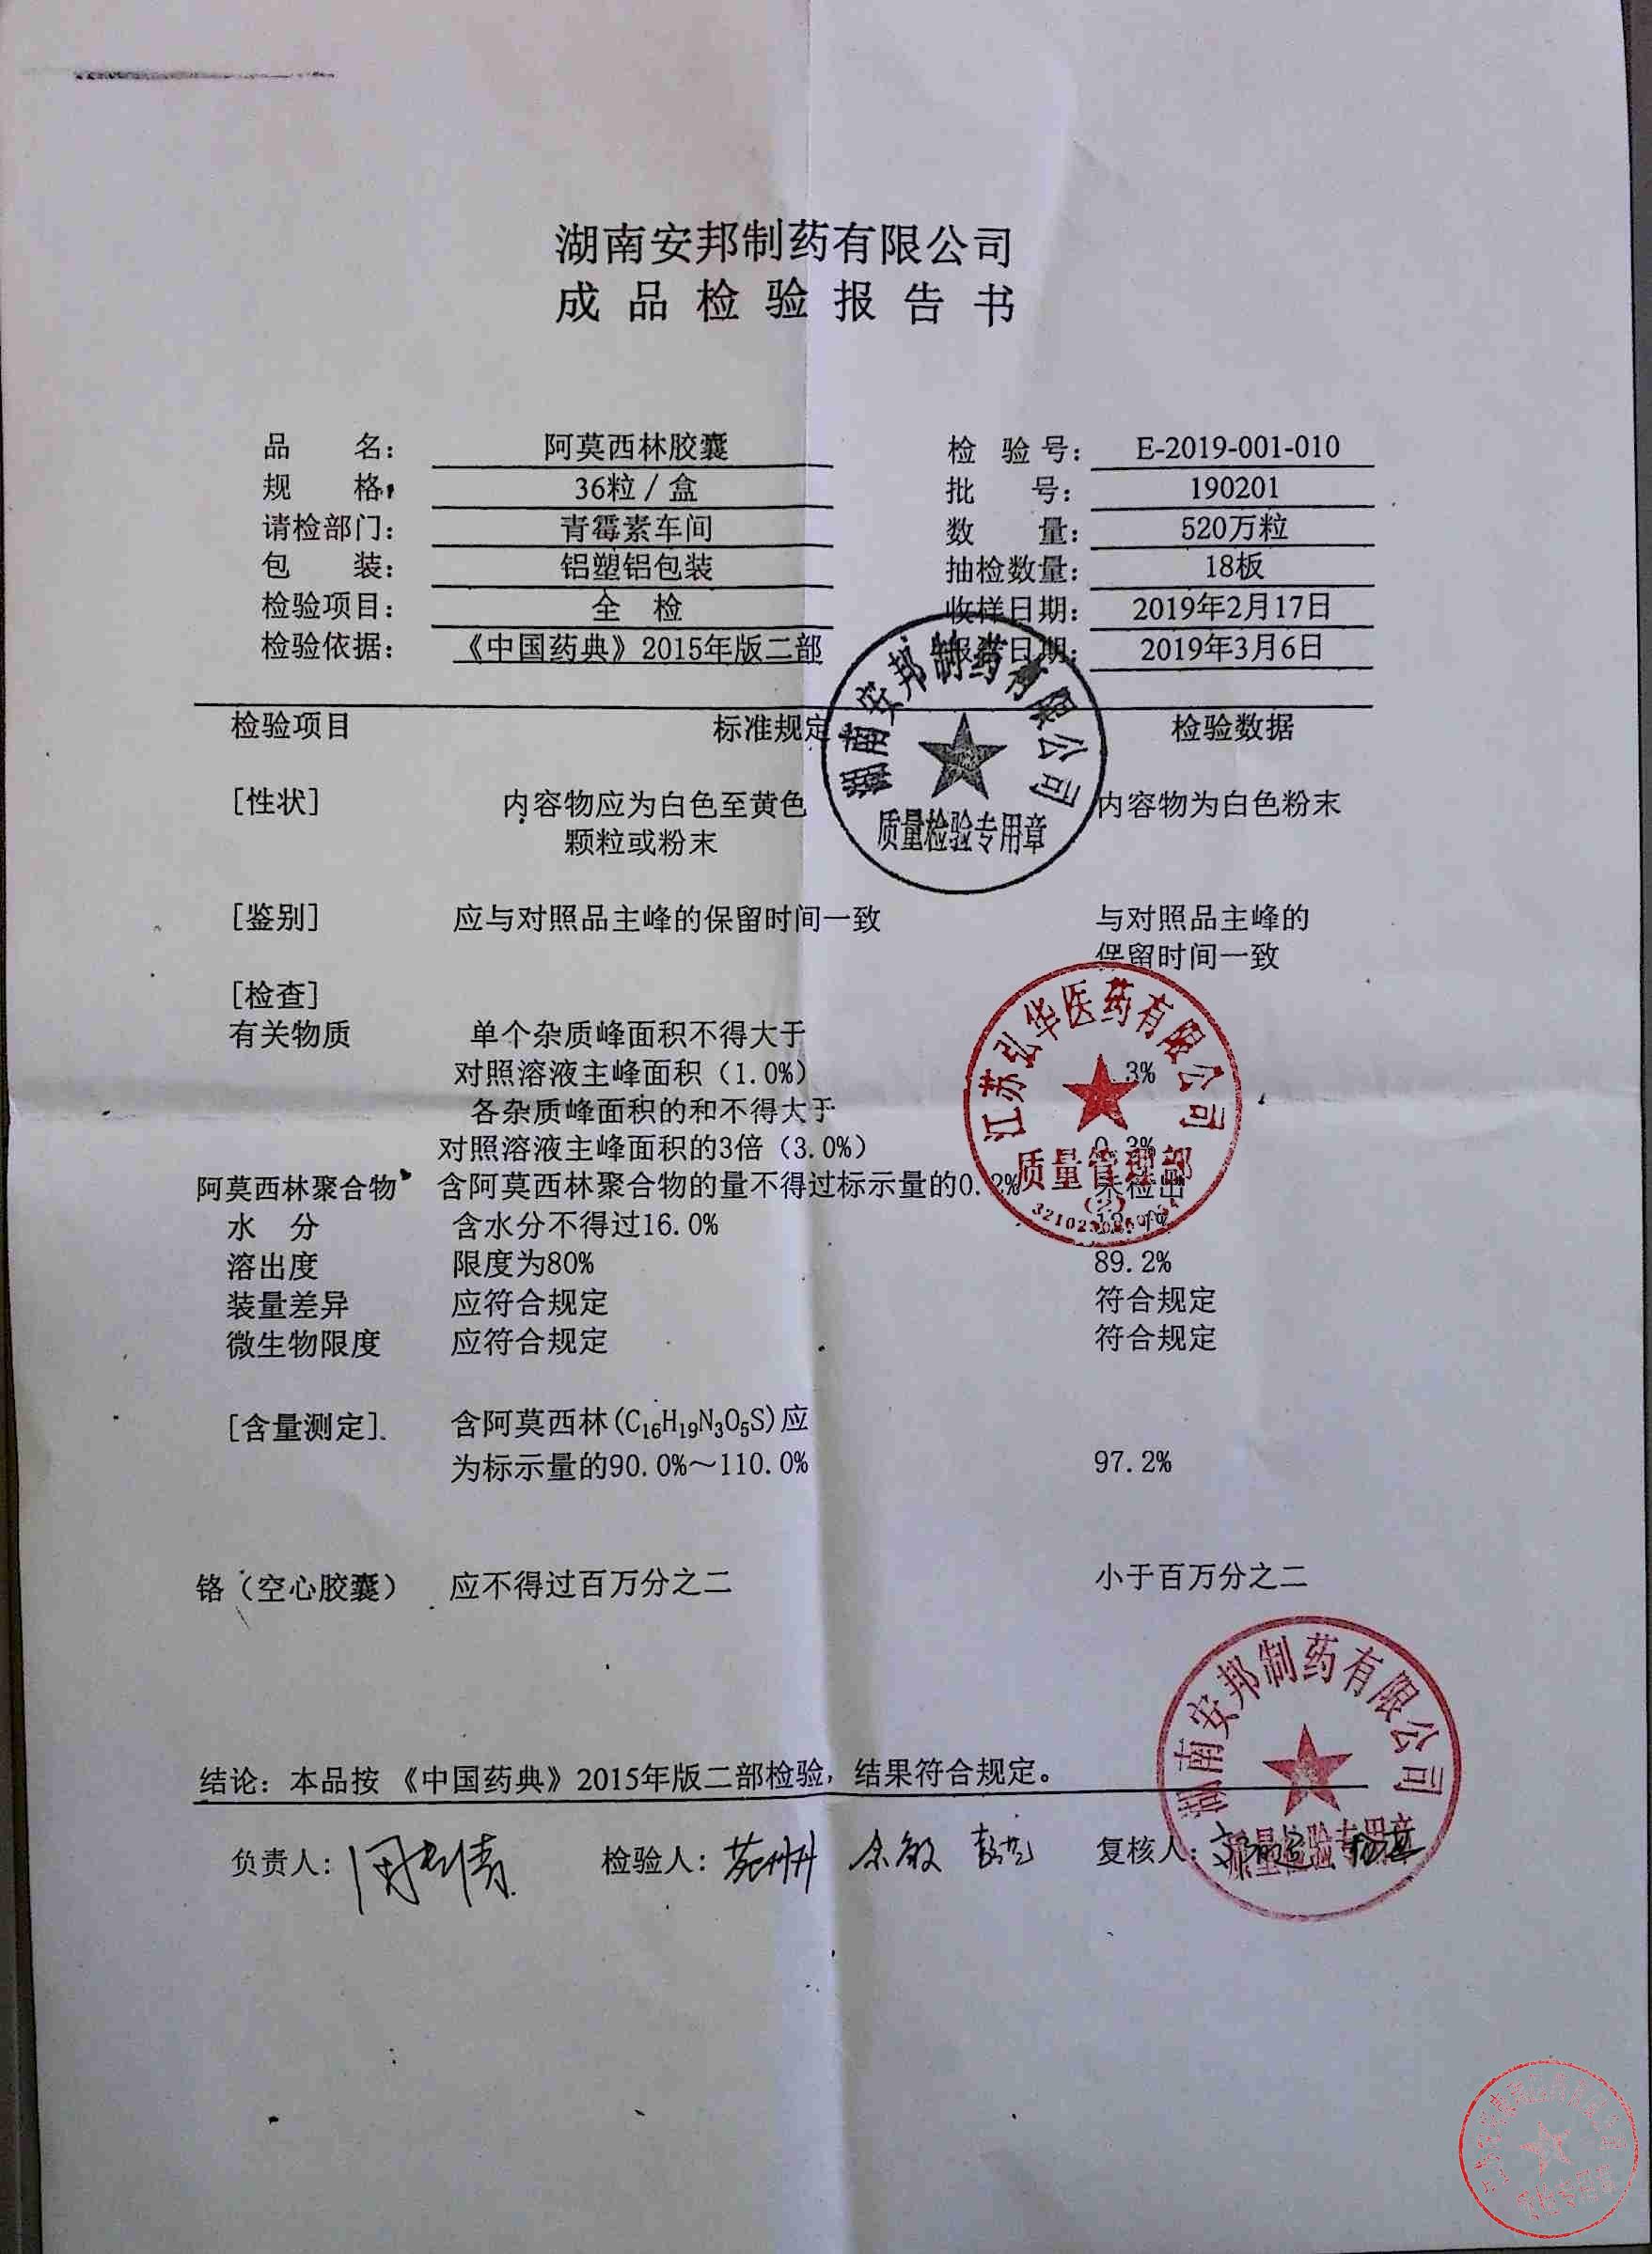 湖南安邦制药有限公司
成品检验报告书
品名: 阿莫西林胶囊 检验号: E-2019-001-010
规格: 36粒/盒 批号: 190201
请检部门: 青霉素车间 数量: 520万粒
包装: 铝塑铝包装 抽检数量: 18板
检验项目: 全检 收样日期: 2019年2月17日
检验依据: 《中国药典》2015年版二部 报告日期: 2019年3月6日
检验项目 标准规定 检验数据
湖南安邦制药有限公司
质量检验专用章
[性状] 内容物应为白色至黄色 内容物为白色粉末
颗粒或粉末
[鉴别] 应与对照品主峰的保留时间一致 与对照品主峰的
保留时间一致
[检查]
有关物质 单个杂质峰面积不得大于
对照溶液主峰面积（1.0%） 3%
各杂质峰面积的和不得大于
对照溶液主峰面积的3倍（3.0%） 0.3%
阿莫西林聚合物 含阿莫西林聚合物的量不得过标示量的0.2% 未检出
水分 含水分不得过16.0%
溶出度 限度为80% 89.2%
装量差异 应符合规定 符合规定
微生物限度 应符合规定 符合规定
江苏弘华医药有限公司
质量管理部
(2)
[含量测定] 含阿莫西林(C₁₆H₁₉N₃O₅S)应
为标示量的90.0%～110.0% 97.2%
铬（空心胶囊） 应不得过百万分之二 小于百万分之二
结论: 本品按《中国药典》2015年版二部检验，结果符合规定。
负责人: 检验人: 余敏 复核人:
湖南安邦制药有限公司
质量检验专用章